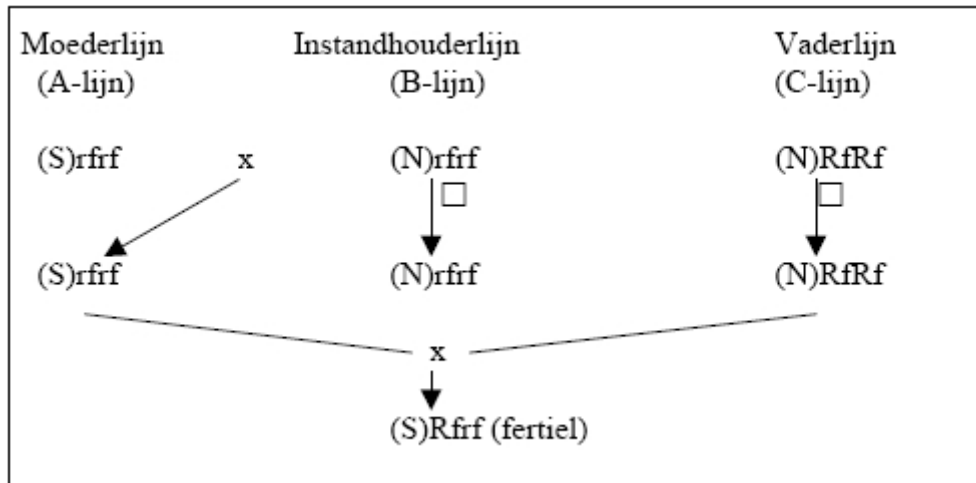 Moederlijn Instandhouderlijn Vaderlijn
(A-lijn) (B-lijn) (C-lijn)
(S)rfrf x (N)rfrf (N)RfRf
□ □
(S)rfrf (N)rfrf (N)RfRf
x
(S)Rfrf (fertiel)